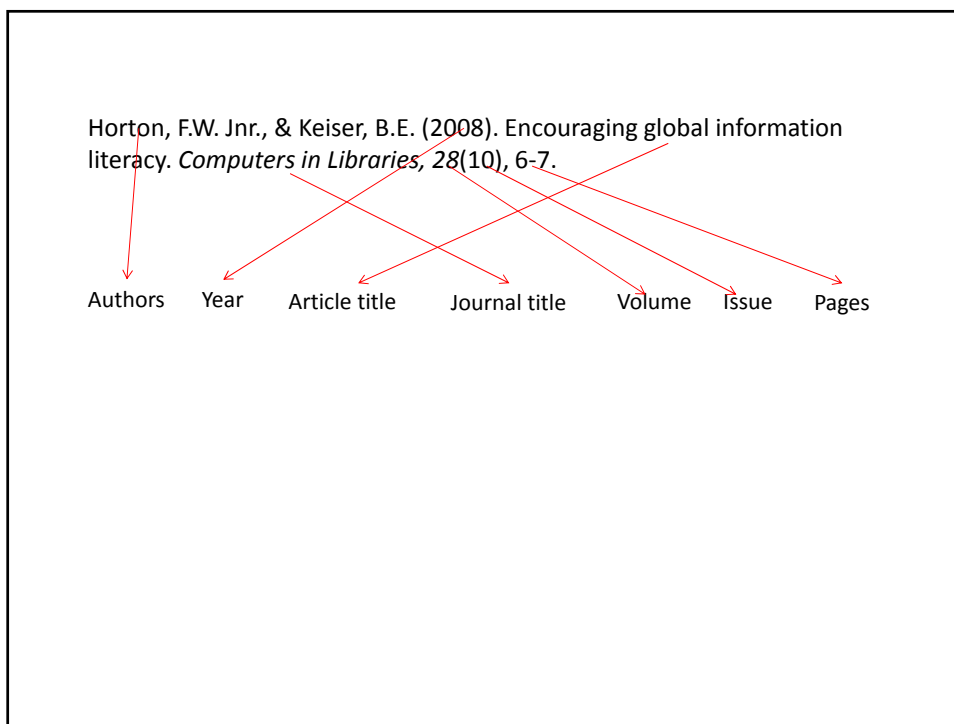 Horton, F.W. Jnr., & Keiser, B.E. (2008). Encouraging global information
literacy. Computers in Libraries, 28(10), 6-7.
Authors Year Article title Journal title Volume Issue Pages